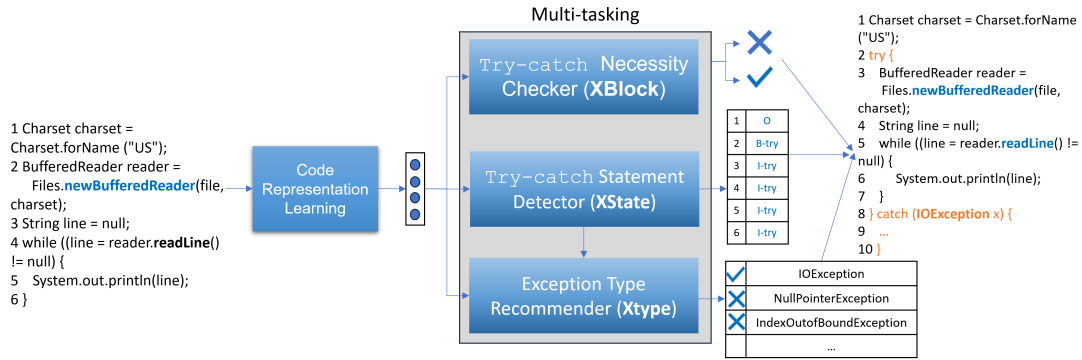 Multi-tasking
1 Charset charset =
Charset.forName ("US");
2 BufferedReader reader =
Files.newBufferedReader(file,
charset);
3 String line = null;
4 while ((line = reader.readLine()
!= null) {
5 System.out.println(line);
6 }
Code
Representation
Learning
Try-catch Necessity
Checker (XBlock)
Try-catch Statement
Detector (XState)
Exception Type
Recommender (Xtype)
1 O
2 B-try
3 I-try
4 I-try
5 I-try
6 I-try
IOException
NullPointerException
IndexOutofBoundException
...
1 Charset charset = Charset.forName
("US");
2 try {
3 BufferedReader reader =
Files.newBufferedReader(file,
charset);
4 String line = null;
5 while ((line = reader.readLine() !=
null) {
6 System.out.println(line);
7 }
8 } catch (IOException x) {
9 ...
10 }